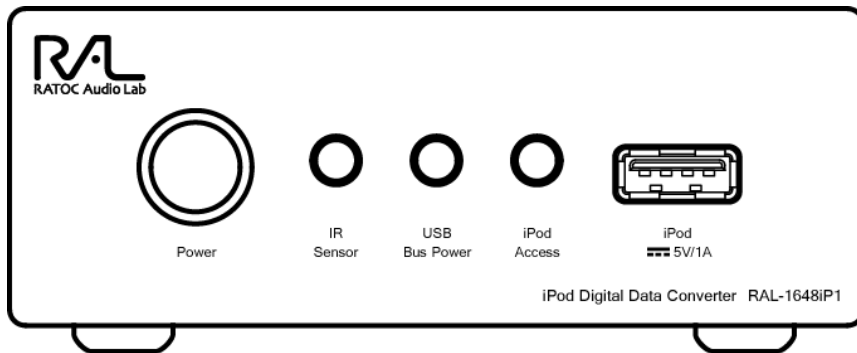 RAL
RATOC Audio Lab
Power
IR
Sensor
USB
Bus Power
iPod
Access
iPod
5V/1A
iPod Digital Data Converter RAL-1648iP1